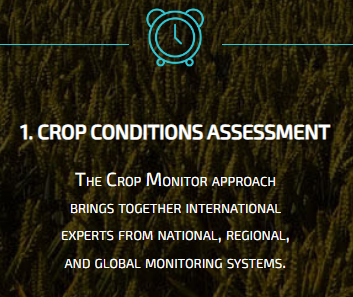 1. CROP CONDITIONS ASSESSMENT
The Crop Monitor approach
brings together international
experts from national, regional,
and global monitoring systems.